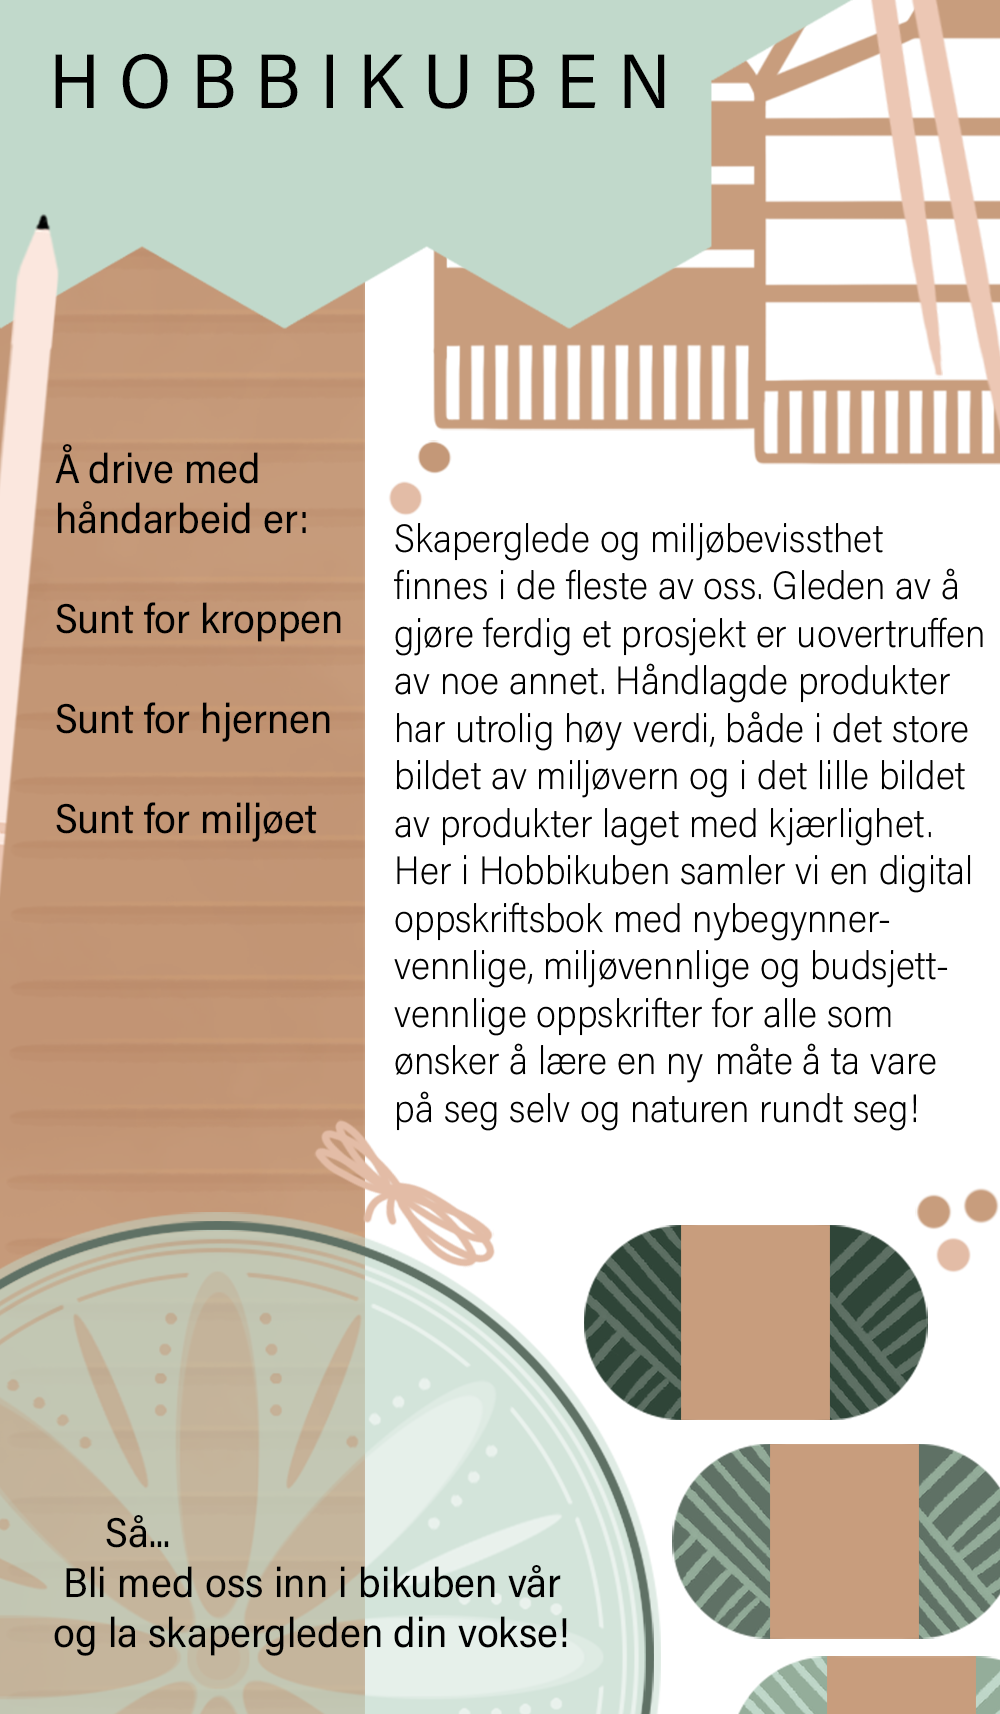 HOBBIKUBEN
Å drive med
håndarbeid er:
Sunt for kroppen
Sunt for hjernen
Sunt for miljøet
Skaperglede og miljøbevissthet
finnes i de fleste av oss. Gleden av å
gjøre ferdig et prosjekt er uovertruffen
av noe annet. Håndlagde produkter
har utrolig høy verdi, både i det store
bildet av miljøvern og i det lille bildet
av produkter laget med kjærlighet.
Her i Hobbikuben samler vi en digital
oppskriftsbok med nybegynner-
vennlige, miljøvennlige og budsjett-
vennlige oppskrifter for alle som
ønsker å lære en ny måte å ta vare
på seg selv og naturen rundt seg!
Så...
Bli med oss inn i bikuben vår
og la skapergleden din vokse!